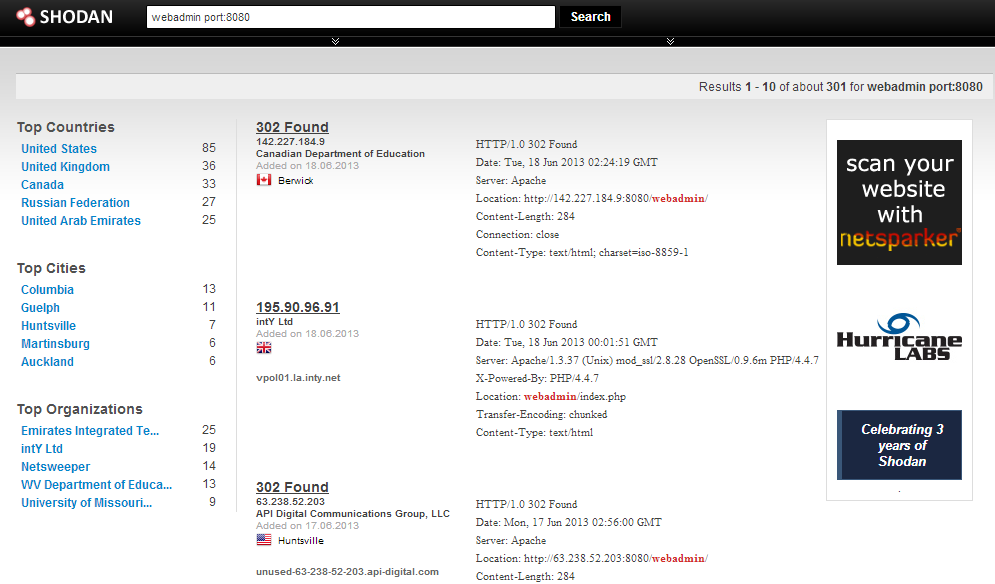 SHODAN
webadmin port:8080
Search
Results 1 - 10 of about 301 for webadmin port:8080
Top Countries
United States 85
United Kingdom 36
Canada 33
Russian Federation 27
United Arab Emirates 25
Top Cities
Columbia 13
Guelph 11
Huntsville 7
Martinsburg 6
Auckland 6
Top Organizations
Emirates Integrated Te... 25
intY Ltd 19
Netsweeper 14
WV Department of Educa... 13
University of Missouri... 9
302 Found
142.227.184.9
Canadian Department of Education
Added on 18.06.2013
Berwick
HTTP/1.0 302 Found
Date: Tue, 18 Jun 2013 02:24:19 GMT
Server: Apache
Location: http://142.227.184.9:8080/webadmin/
Content-Length: 284
Connection: close
Content-Type: text/html; charset=iso-8859-1
195.90.96.91
intY Ltd
Added on 18.06.2013
vpol01.la.inty.net
HTTP/1.0 302 Found
Date: Tue, 18 Jun 2013 00:01:51 GMT
Server: Apache/1.3.37 (Unix) mod_ssl/2.8.28 OpenSSL/0.9.6m PHP/4.4.7
X-Powered-By: PHP/4.4.7
Location: webadmin/index.php
Transfer-Encoding: chunked
Content-Type: text/html
302 Found
63.238.52.203
API Digital Communications Group, LLC
Added on 17.06.2013
Huntsville
unused-63-238-52-203.api-digital.com
HTTP/1.0 302 Found
Date: Mon, 17 Jun 2013 02:56:00 GMT
Server: Apache
Location: http://63.238.52.203:8080/webadmin/
Content-Length: 284
scan your
website
with
netsparker
Hurricane
LABS
Celebrating 3
years of
Shodan